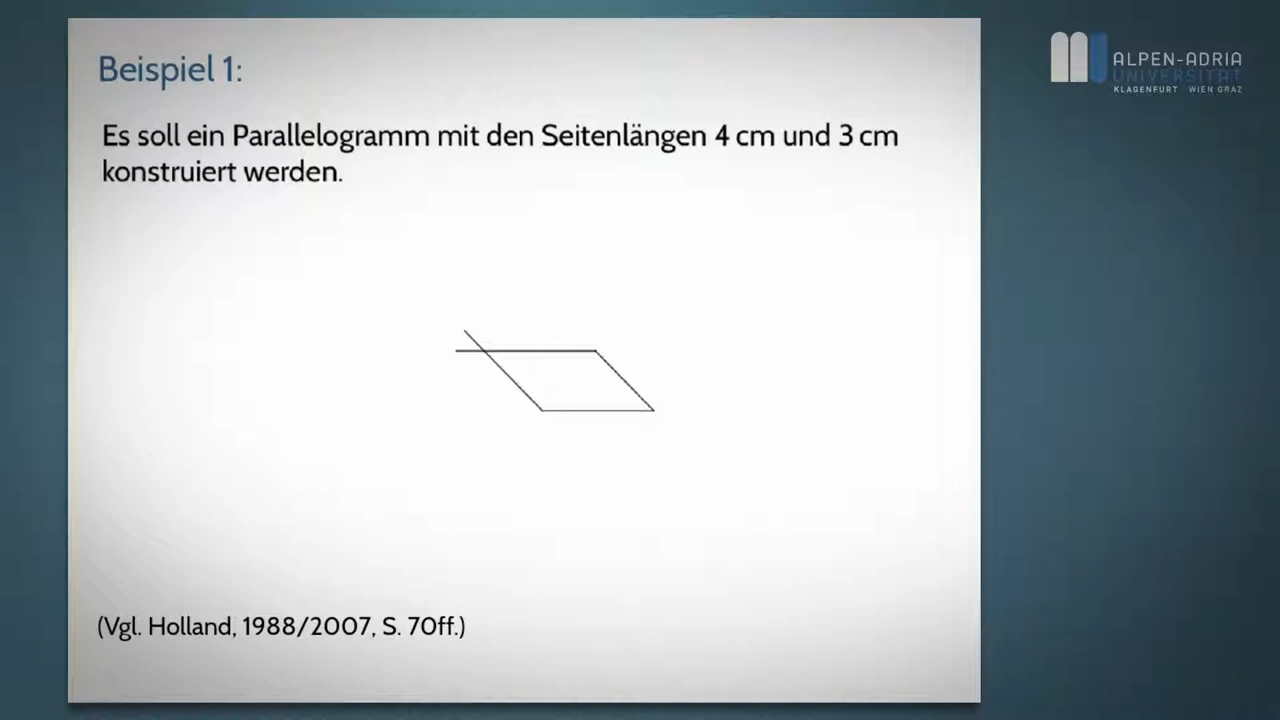 Beispiel 1:
Es soll ein Parallelogramm mit den Seitenlängen 4 cm und 3 cm
konstruiert werden.
(Vgl. Holland, 1988/2007, S. 70ff.)
ALPEN-ADRIA
UNIVERSITÄT
KLAGENFURT WIEN GRAZ